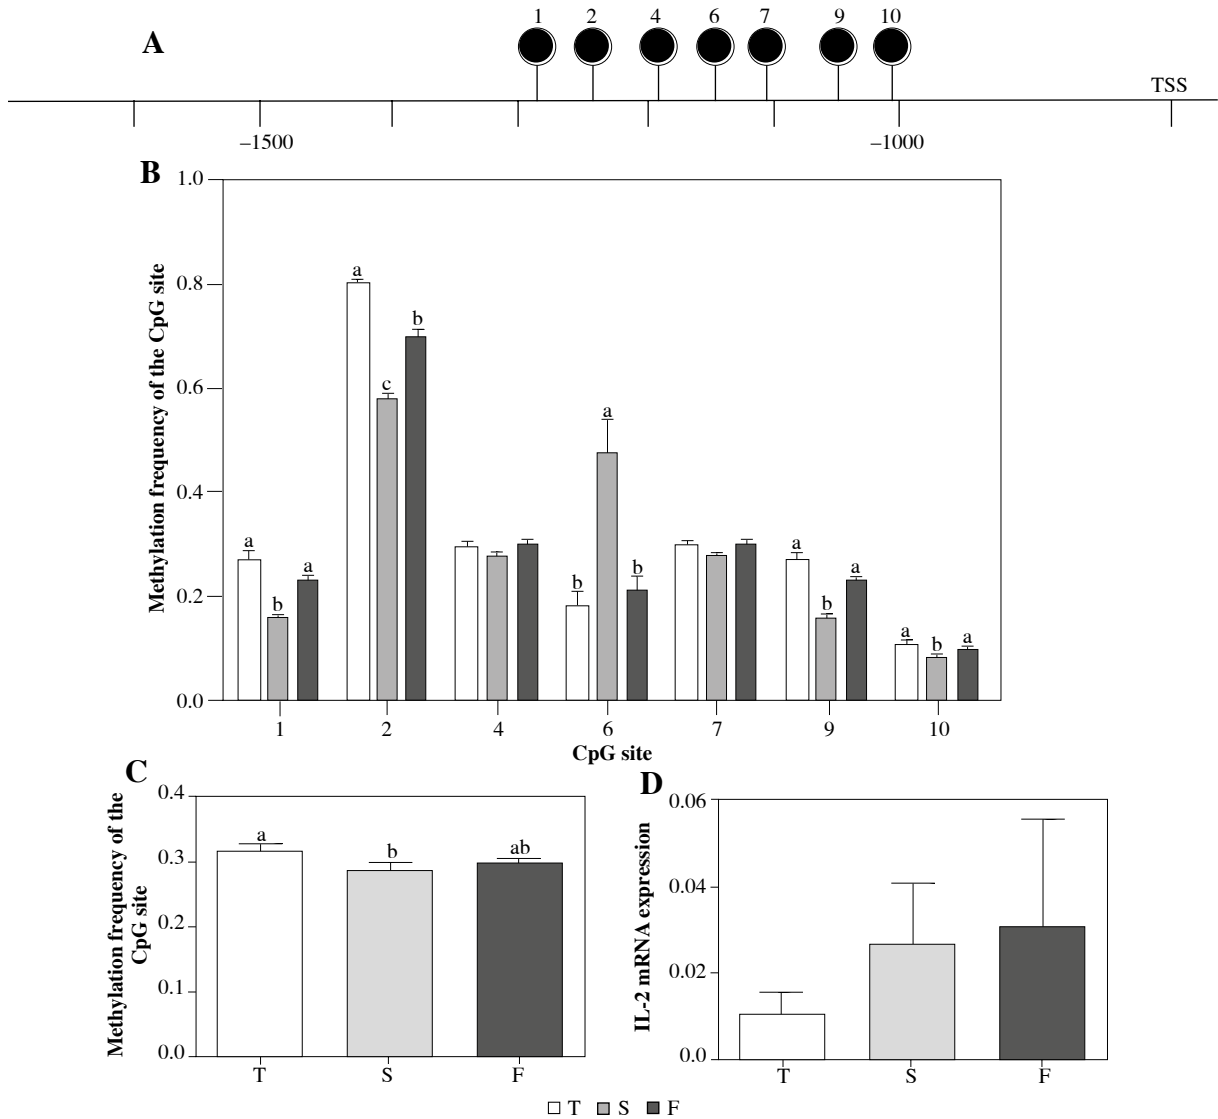 A
1 2 4 6 7 9 10
TSS
–1500
–1000
B
Methylation frequency of the CpG site
1.0
0.8
0.6
0.4
0.2
0.0
a b a
a c b
b a b
a b a
a b a
1 2 4 6 7 9 10
CpG site
C
Methylation frequency of the
CpG site
0.4
0.3
0.2
0.1
0.0
a b ab
T S F
D
IL-2 mRNA expression
0.06
0.04
0.02
0.0
T S F
T S F